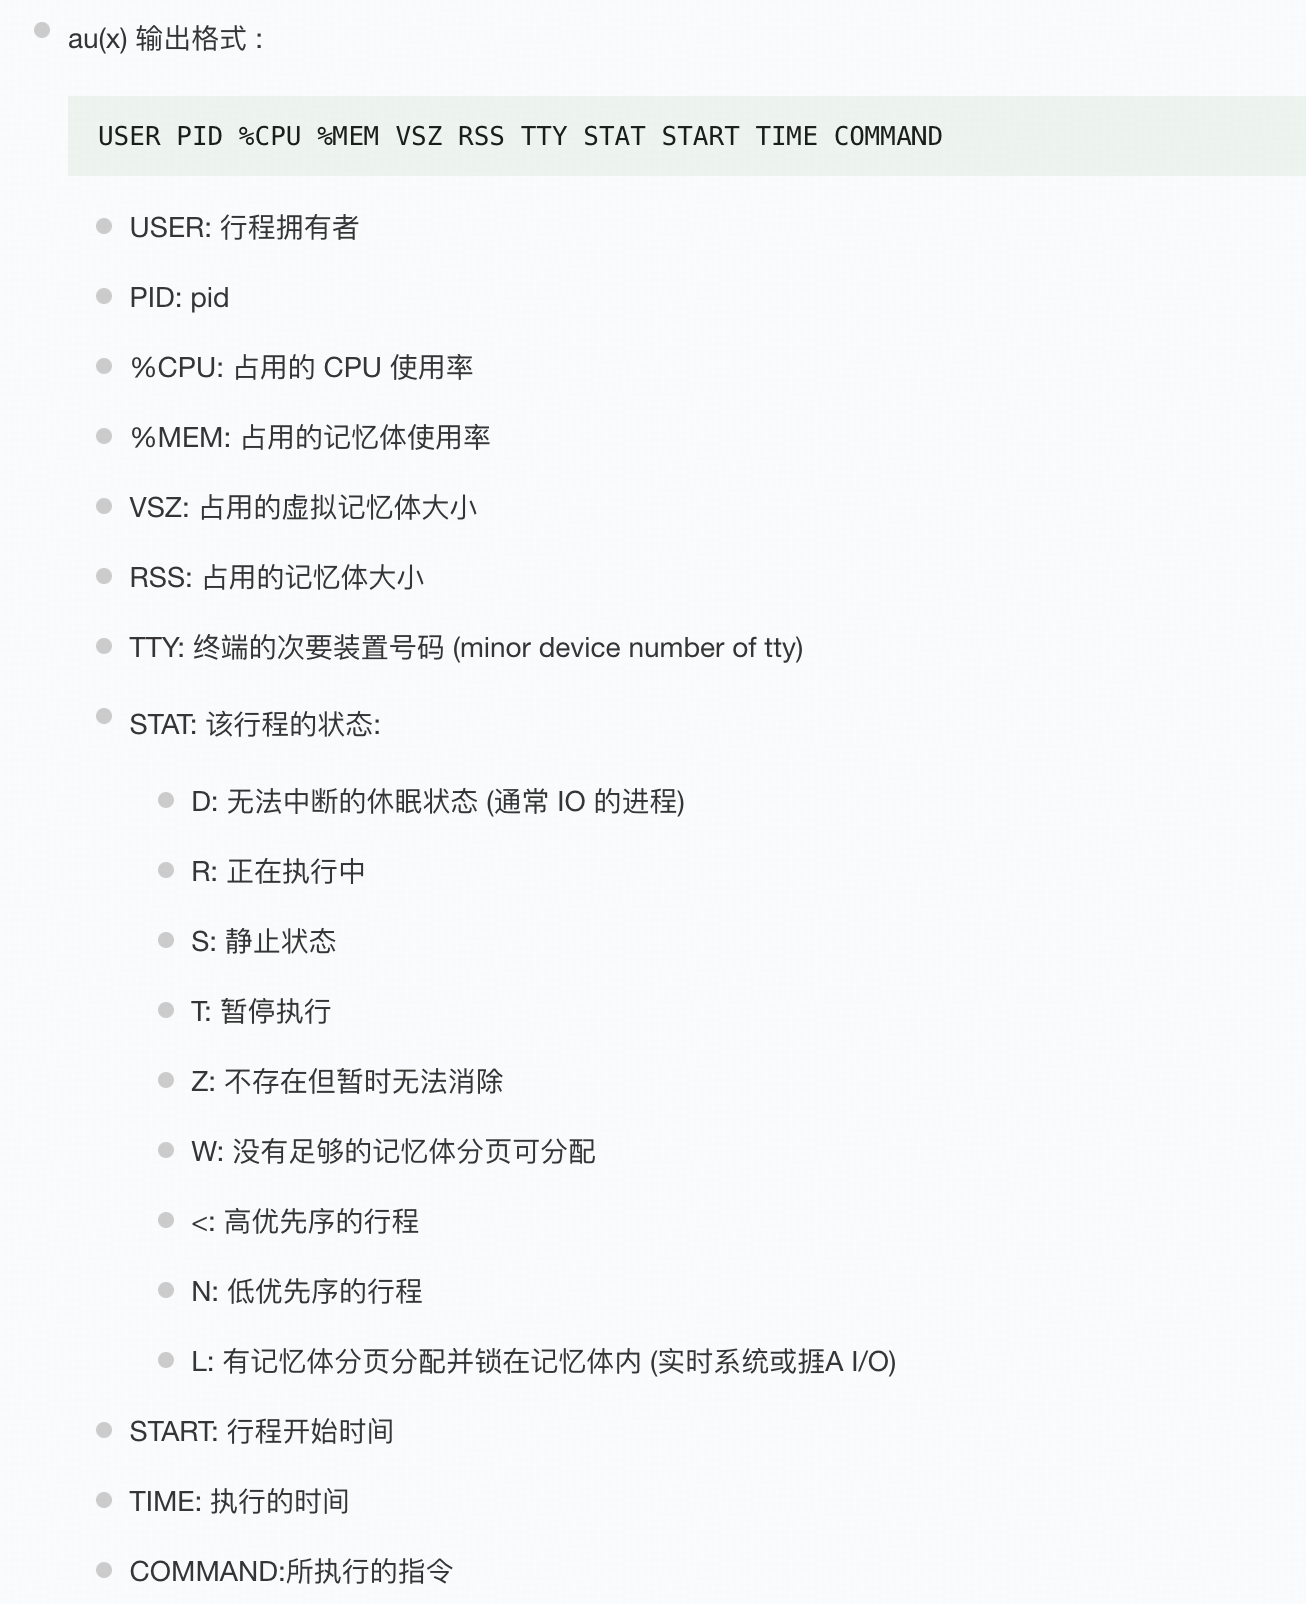 au(x) 输出格式 :
USER PID %CPU %MEM VSZ RSS TTY STAT START TIME COMMAND
USER: 行程拥有者
PID: pid
%CPU: 占用的 CPU 使用率
%MEM: 占用的记忆体使用率
VSZ: 占用的虚拟记忆体大小
RSS: 占用的记忆体大小
TTY: 终端的次要装置号码 (minor device number of tty)
STAT: 该行程的状态:
D: 无法中断的休眠状态 (通常 IO 的进程)
R: 正在执行中
S: 静止状态
T: 暂停执行
Z: 不存在但暂时无法消除
W: 没有足够的记忆体分页可分配
<: 高优先序的行程
N: 低优先序的行程
L: 有记忆体分页分配并锁在记忆体内 (实时系统或捱A I/O)
START: 行程开始时间
TIME: 执行的时间
COMMAND:所执行的指令